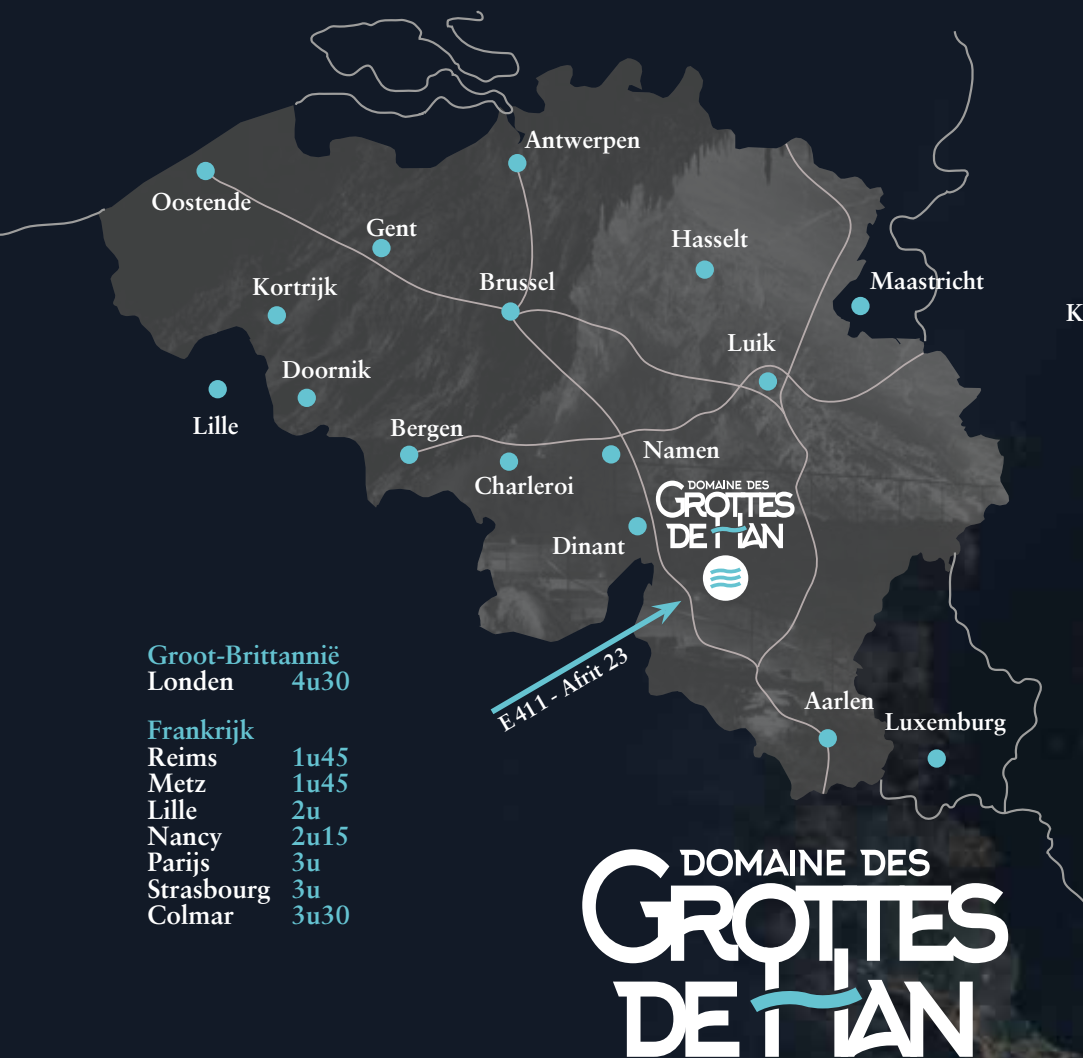 Antwerpen
Oostende
Gent
Hasselt
Brussel
Maastricht
Kortrijk
K
Luik
Doornik
Lille
Bergen
Namen
Charleroi
DOMAINE DES
GROTTES
DE HAN
Dinant
E411 - Afrit 23
Groot-Brittannië
Londen 4u30
Frankrijk
Reims 1u45
Metz 1u45
Lille 2u
Nancy 2u15
Parijs 3u
Strasbourg 3u
Colmar 3u30
Aarlen
Luxemburg
DOMAINE DES
GROTTES
DE HAN